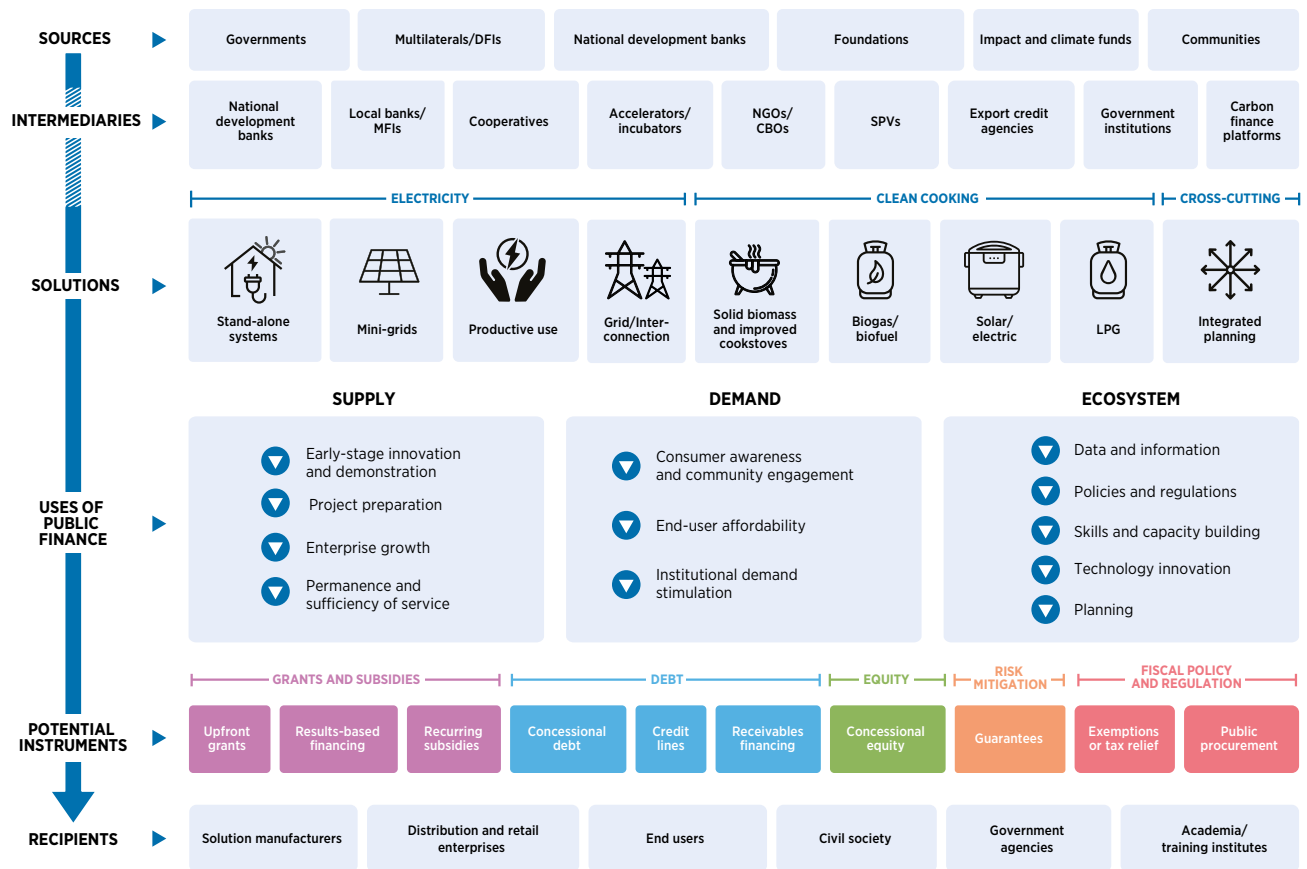 SOURCES
Governments
Multilaterals/DFIs
National development banks
Foundations
Impact and climate funds
Communities
INTERMEDIARIES
National
development
banks
Local banks/
MFIs
Cooperatives
Accelerators/
incubators
NGOs/
CBOs
SPVs
Export credit
agencies
Government
institutions
Carbon
finance
platforms
ELECTRICITY
CLEAN COOKING
CROSS-CUTTING
SOLUTIONS
Stand-alone
systems
Mini-grids
Productive use
Grid/Inter-
connection
Solid biomass
and improved
cookstoves
Biogas/
biofuel
Solar/
electric
LPG
Integrated
planning
USES OF
PUBLIC
FINANCE
SUPPLY
Early-stage innovation
and demonstration
Project preparation
Enterprise growth
Permanence and
sufficiency of service
DEMAND
Consumer awareness
and community engagement
End-user affordability
Institutional demand
stimulation
ECOSYSTEM
Data and information
Policies and regulations
Skills and capacity building
Technology innovation
Planning
GRANTS AND SUBSIDIES
DEBT
EQUITY
RISK
MITIGATION
FISCAL POLICY
AND REGULATION
POTENTIAL
INSTRUMENTS
Upfront
grants
Results-based
financing
Recurring
subsidies
Concessional
debt
Credit
lines
Receivables
financing
Concessional
equity
Guarantees
Exemptions
or tax relief
Public
procurement
RECIPIENTS
Solution manufacturers
Distribution and retail
enterprises
End users
Civil society
Government
agencies
Academia/
training institutes